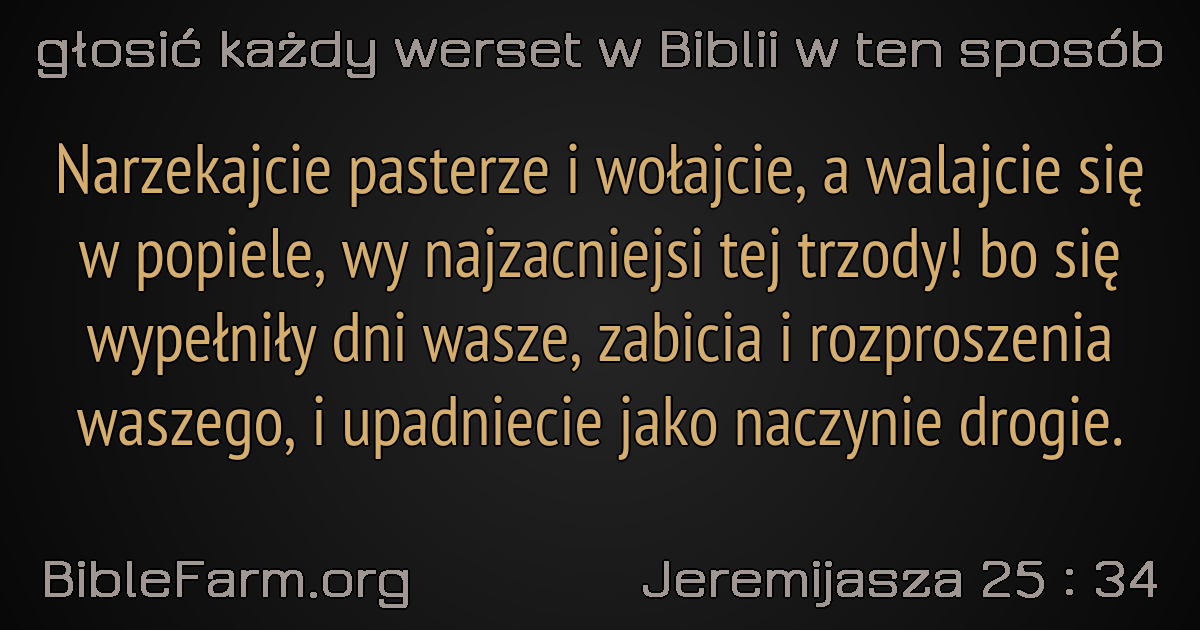 głosić każdy werset w Biblii w ten sposób
Narzekajcie pasterze i wołajcie, a walajcie się
w popiele, wy najzacniejsi tej trzody! bo się
wypełniły dni wasze, zabicia i rozproszenia
waszego, i upadniecie jako naczynie drogie.
BibleFarm.org
Jeremijasza 25 : 34